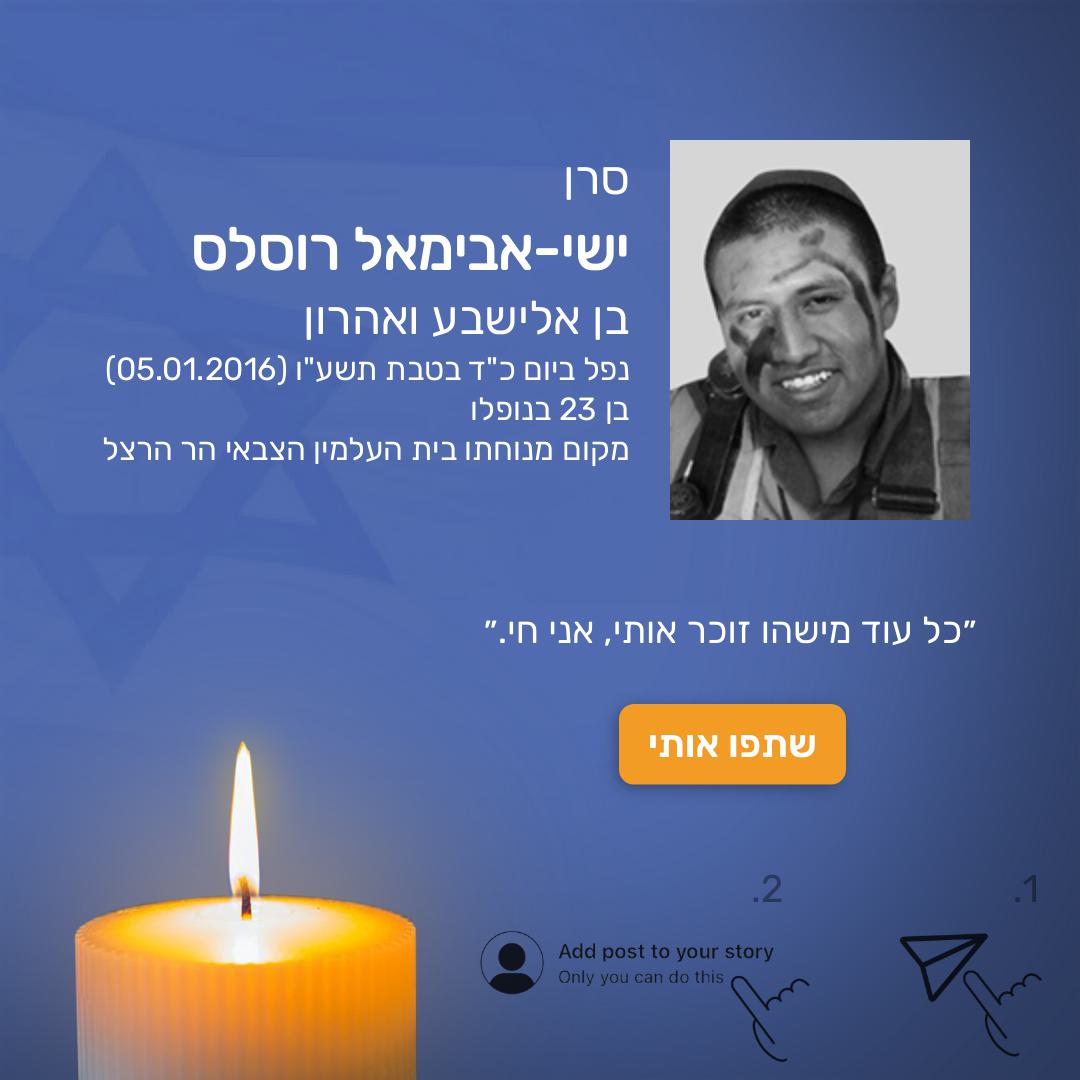 סרן
ישי-אבימאל רוסלס
בן אלישבע ואהרון
נפל ביום כ"ד בטבת תשע"ו (05.01.2016)
בן 23 בנופלו
מקום מנוחתו בית העלמין הצבאי הר הרצל
״כל עוד מישהו זוכר אותי, אני חי.״
שתפו אותי
.1
.2
Add post to your story
Only you can do this